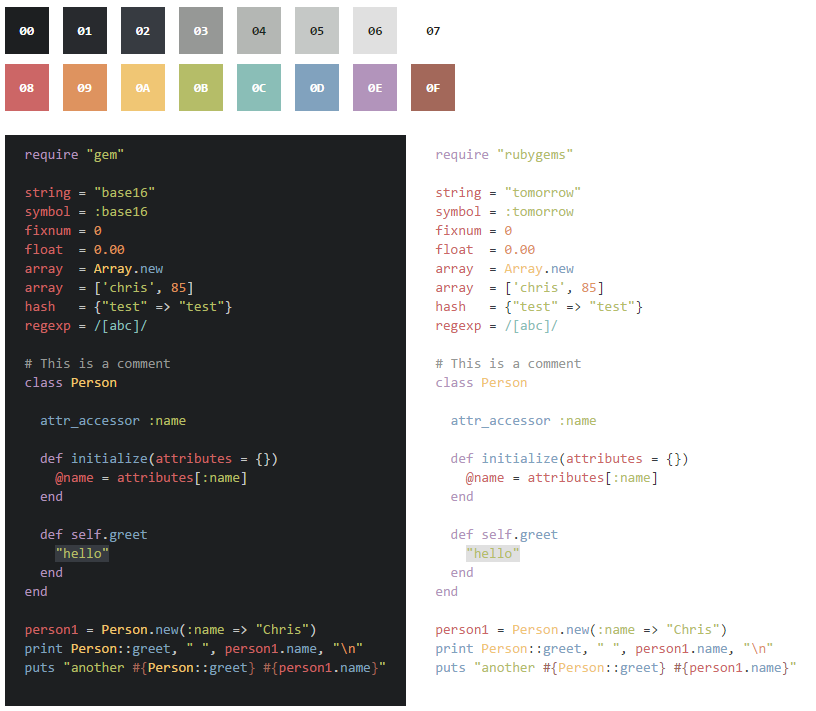 00 01 02 03 04 05 06 07
08 09 0A 0B 0C 0D 0E 0F
require "gem"

string = "base16"
symbol = :base16
fixnum = 0
float  = 0.00
array  = Array.new
array  = ['chris', 85]
hash   = {"test" => "test"}
regexp = /[abc]/

# This is a comment
class Person

  attr_accessor :name

  def initialize(attributes = {})
    @name = attributes[:name]
  end

  def self.greet
    "hello"
  end
end

person1 = Person.new(:name => "Chris")
print Person::greet, " ", person1.name, "\n"
puts "another #{Person::greet} #{person1.name}"
require "rubygems"

string = "tomorrow"
symbol = :tomorrow
fixnum = 0
float  = 0.00
array  = Array.new
array  = ['chris', 85]
hash   = {"test" => "test"}
regexp = /[abc]/

# This is a comment
class Person

  attr_accessor :name

  def initialize(attributes = {})
    @name = attributes[:name]
  end

  def self.greet
    "hello"
  end
end

person1 = Person.new(:name => "Chris")
print Person::greet, " ", person1.name, "\n"
puts "another #{Person::greet} #{person1.name}"